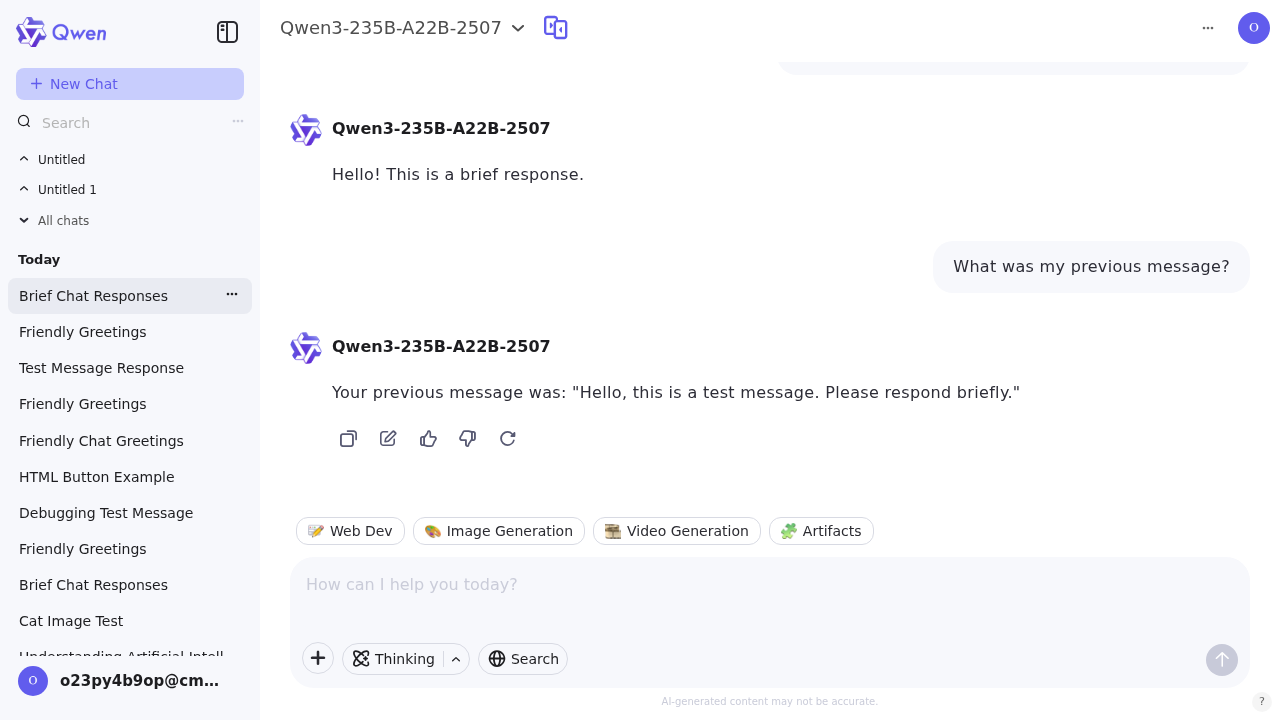 Qwen
New Chat
Search
Untitled
Untitled 1
All chats
Today
Brief Chat Responses
Friendly Greetings
Test Message Response
Friendly Greetings
Friendly Chat Greetings
HTML Button Example
Debugging Test Message
Friendly Greetings
Brief Chat Responses
Cat Image Test
Understanding Artificial Intell
O
o23py4b9op@cm...
Qwen3-235B-A22B-2507
O
Qwen3-235B-A22B-2507
Hello! This is a brief response.
What was my previous message?
Qwen3-235B-A22B-2507
Your previous message was: "Hello, this is a test message. Please respond briefly."
Web Dev
Image Generation
Video Generation
Artifacts
How can I help you today?
Thinking
Search
AI-generated content may not be accurate.
?